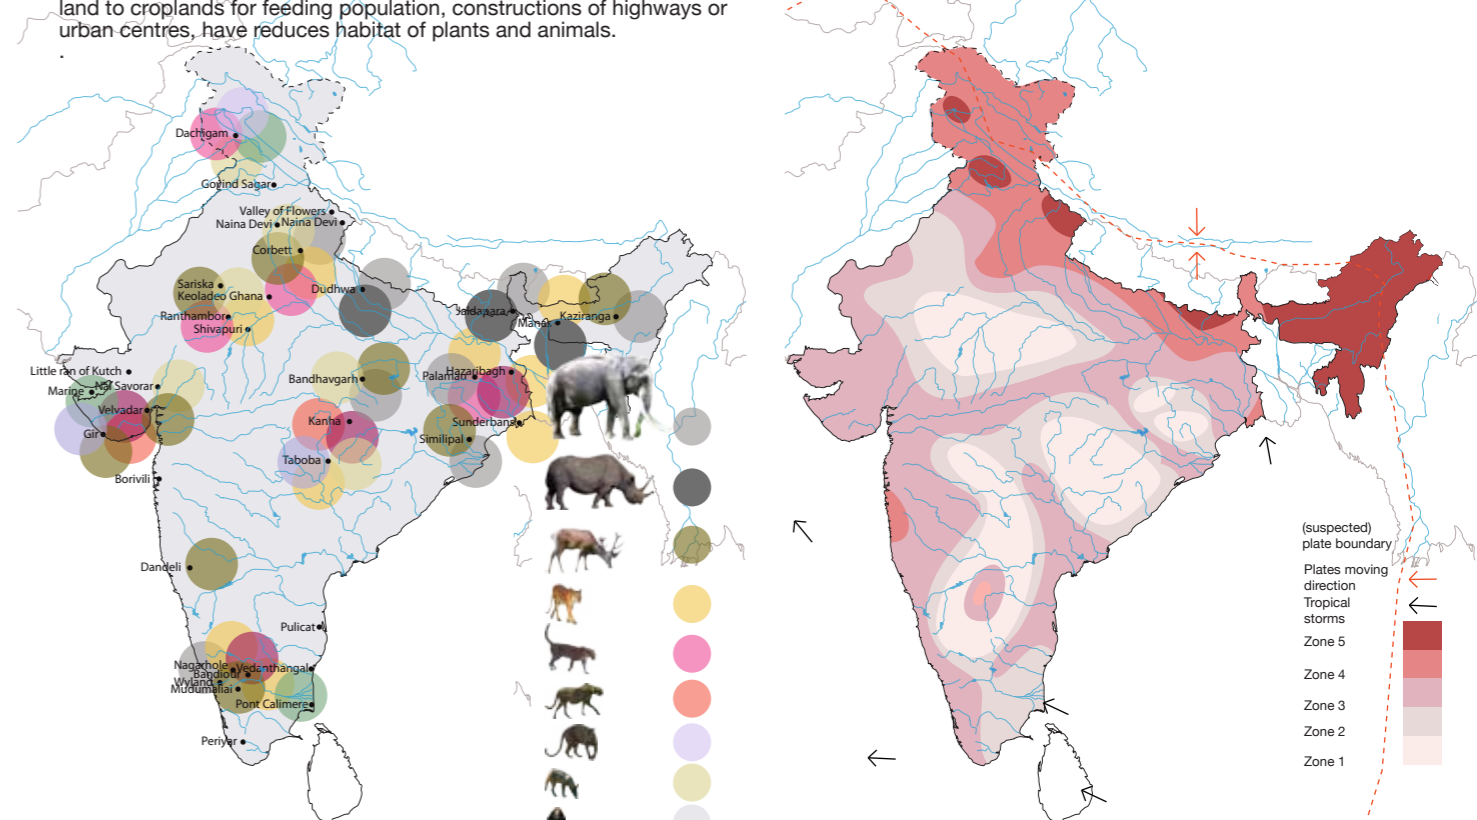 land to croplands for feeding population, constructions of highways or
urban centres, have reduces habitat of plants and animals.
.
Dachigam
Govind Sagar
Valley of Flowers
Naina Devi
Naina Devi
Corbett
Sariska
Keoladeo Ghana
Dudhwa
Ranthambor
Shivapuri
Jaldapara
Manas
Kaziranga
Little ran of Kutch
Marine
Nal Savorar
Bandhavgarh
Palamau
Hazaribagh
Velvadar
Gir
Kanha
Sunderbans
Similipal
Taboba
Borivili
Dandeli
Pulicat
Nagarhole
Vedanthangal
Bandiour
Wyland
Mudumaliai
Pont Calimere
Periyar
(suspected)
plate boundary
Plates moving
direction
Tropical
storms
Zone 5
Zone 4
Zone 3
Zone 2
Zone 1